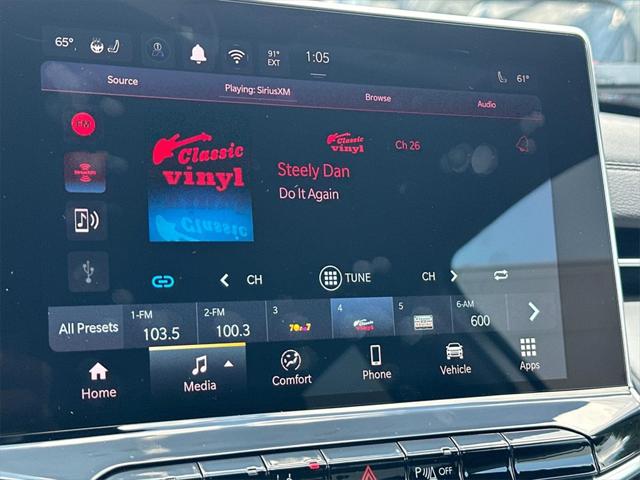 65°
91°
EXT
1:05
61°
Source
Playing: SiriusXM
Browse
Audio
FM
SiriusXM
Classic
vinyl
Classic
vinyl
Ch 26
Steely Dan
Do It Again
CH
TUNE
CH
All Presets
1-FM
103.5
2-FM
100.3
3
4
Classic
vinyl
5
6-AM
600
Home
Media
Comfort
Phone
Vehicle
Apps
OFF